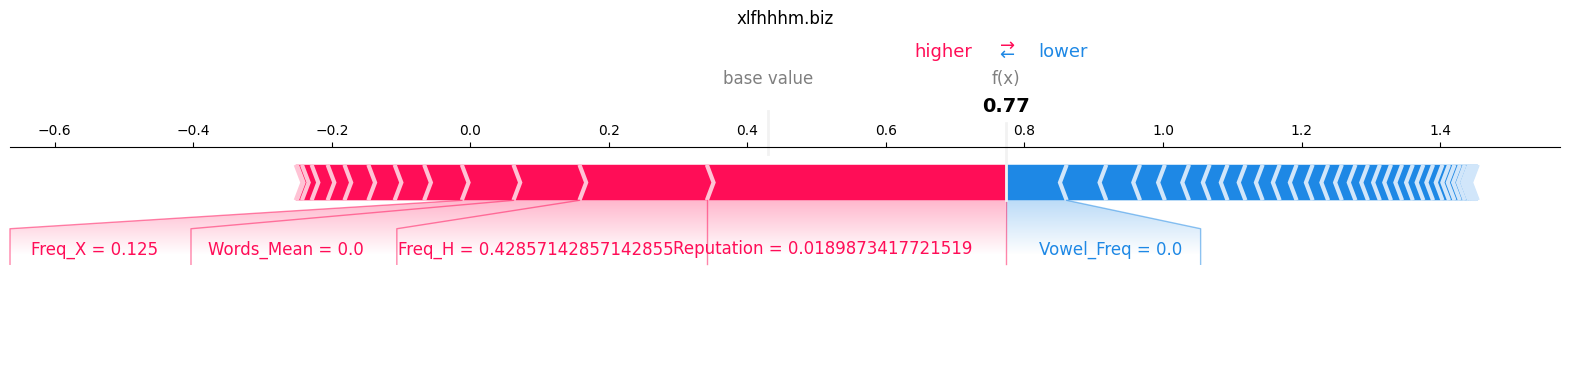 xlfhhhm.biz
higher → ← lower
base value f(x)
0.77
−0.6 −0.4 −0.2 0.0 0.2 0.4 0.6 0.8 1.0 1.2 1.4
Freq_X = 0.125 Words_Mean = 0.0 Freq_H = 0.42857142857142855 Reputation = 0.0189873417721519 Vowel_Freq = 0.0